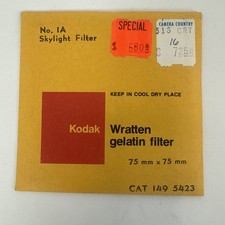 No. 1A
Skylight Filter
SPECIAL
$
CAMERA COUNTRY
16
$
KEEP IN COOL DRY PLACE
Kodak
Wratten
gelatin filter
75 mm x 75 mm
CAT 149 5423